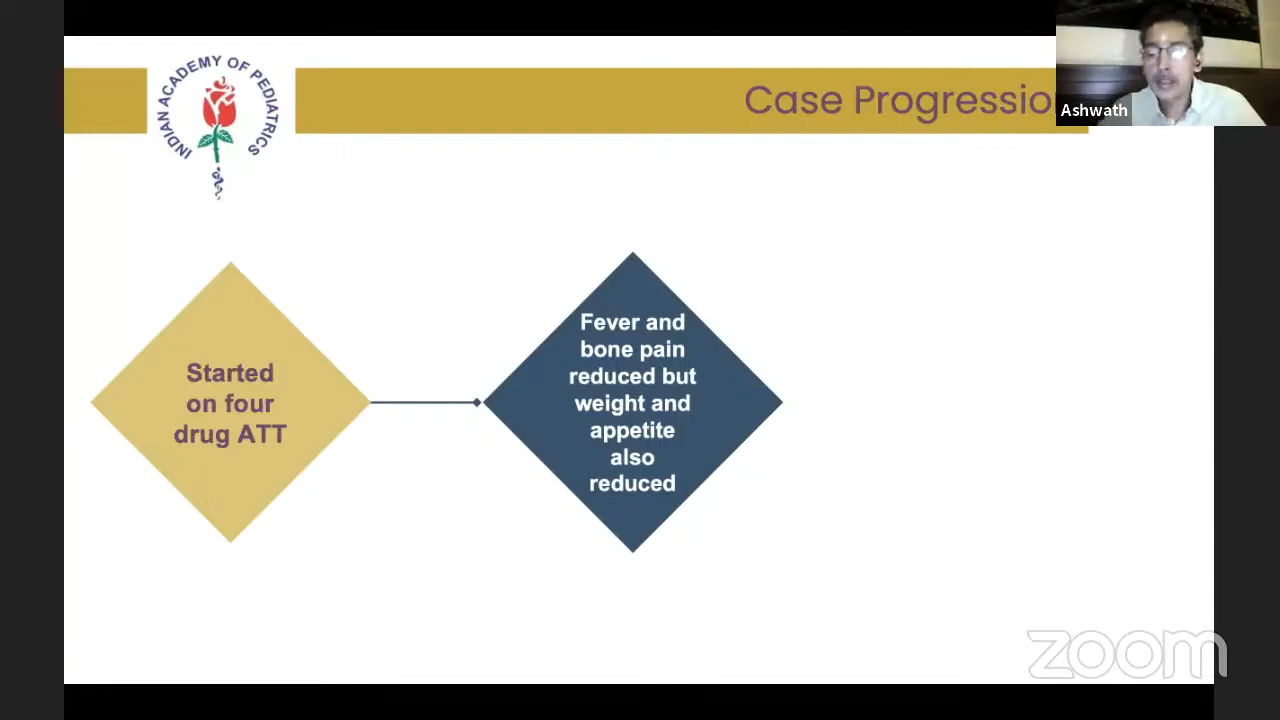 INDIAN ACADEMY OF PEDIATRICS
Case Progressio
Ashwath
Started
on four
drug ATT
Fever and
bone pain
reduced but
weight and
appetite
also
reduced
zoom